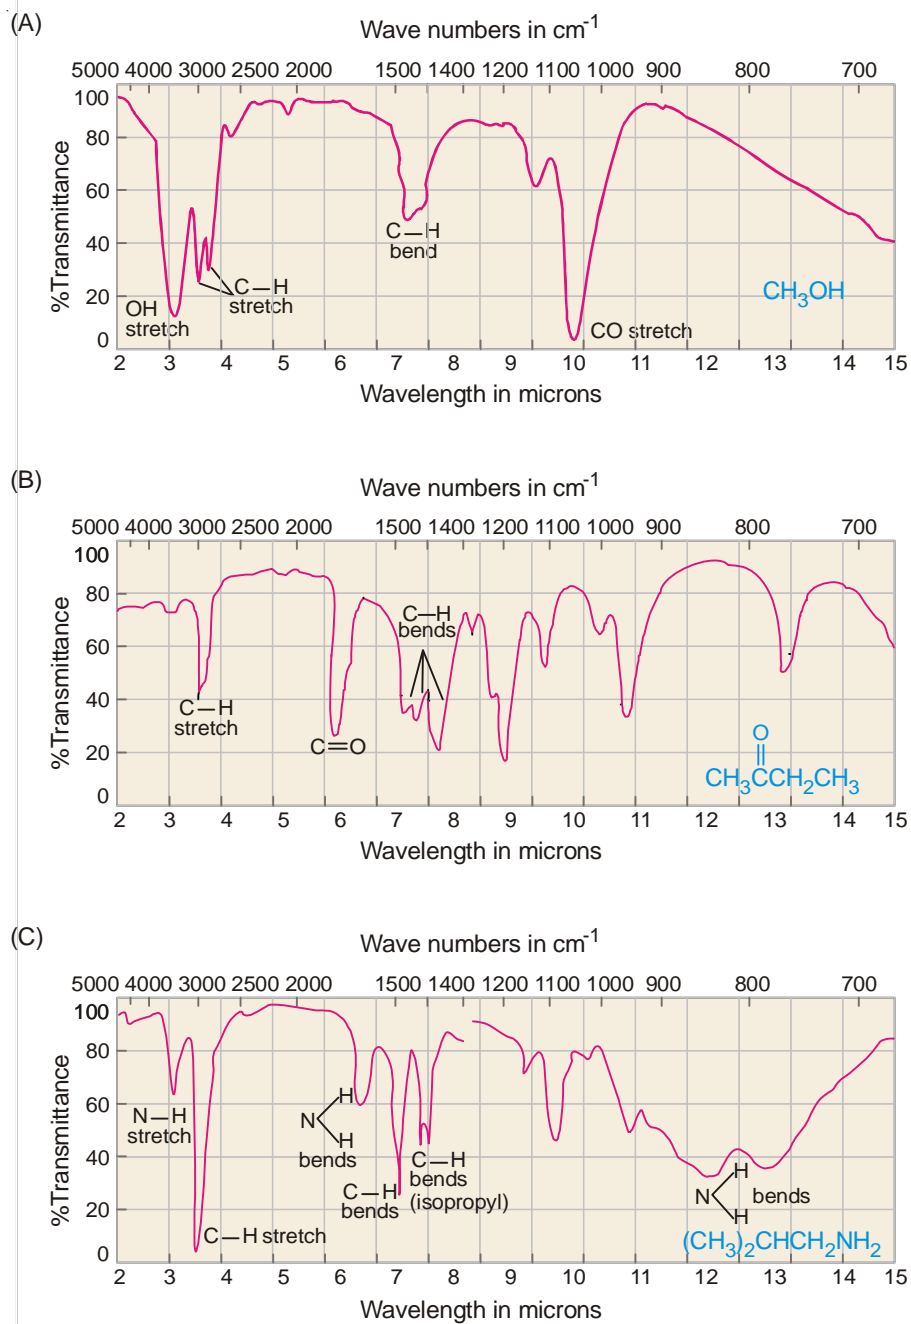 (A)
Wave numbers in cm-1
5000 4000 3000 2500 2000 1500 1400 1200 1100 1000 900 800 700
%Transmittance
100
80
60
40
20
0
OH
stretch
C—H
stretch
C—H
bend
CO stretch
CH3OH
2 3 4 5 6 7 8 9 10 11 12 13 14 15
Wavelength in microns
(B)
Wave numbers in cm-1
5000 4000 3000 2500 2000 1500 1400 1200 1100 1000 900 800 700
%Transmittance
100
80
60
40
20
0
C—H
stretch
C=O
C—H
bends
O
CH3CCH2CH3
2 3 4 5 6 7 8 9 10 12 13 15
Wavelength in microns
(C)
Wave numbers in cm-1
5000 4000 3000 2500 2000 1500 1400 1200 1100 1000 900 800 700
%Transmittance
100
80
60
40
20
0
N—H
stretch
C—H stretch
H
N
H
bends
C—H
bends
C—H
bends
(isopropyl)
H
N bends
H
(CH3)2CHCH2NH2
2 3 4 5 6 7 8 9 10 12 13 15
Wavelength in microns